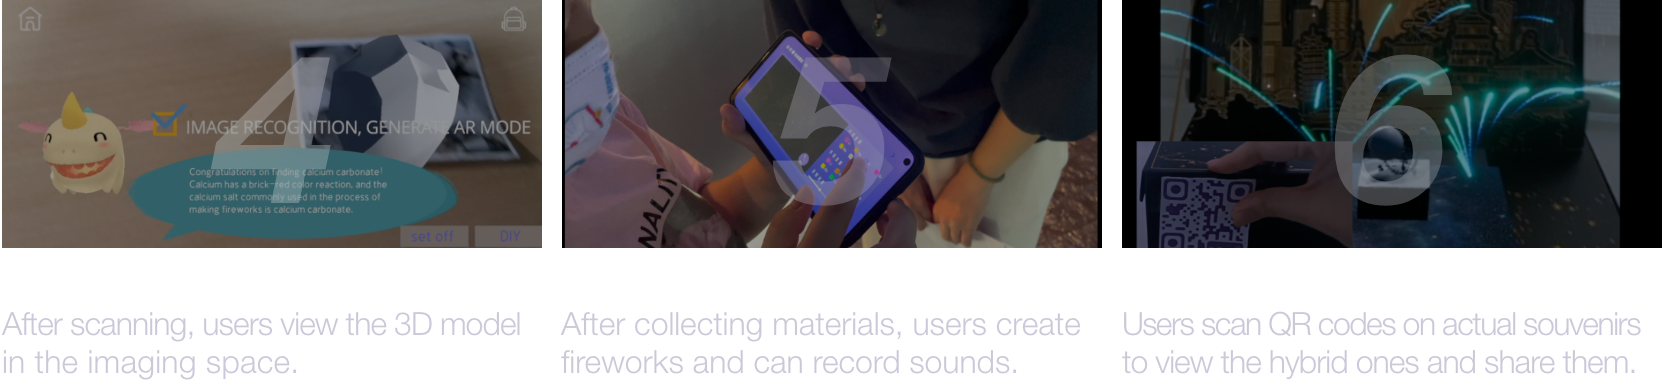 4
IMAGE RECOGNITION, GENERATE AR MODE
Congratulations on finding calcium carbonate!
Calcium has a brick-red color reaction, and the
calcium salt commonly used in the process of
making fireworks is calcium carbonate.
set off
DIY
After scanning, users view the 3D model
in the imaging space.
5
After collecting materials, users create
fireworks and can record sounds.
6
Users scan QR codes on actual souvenirs
to view the hybrid ones and share them.